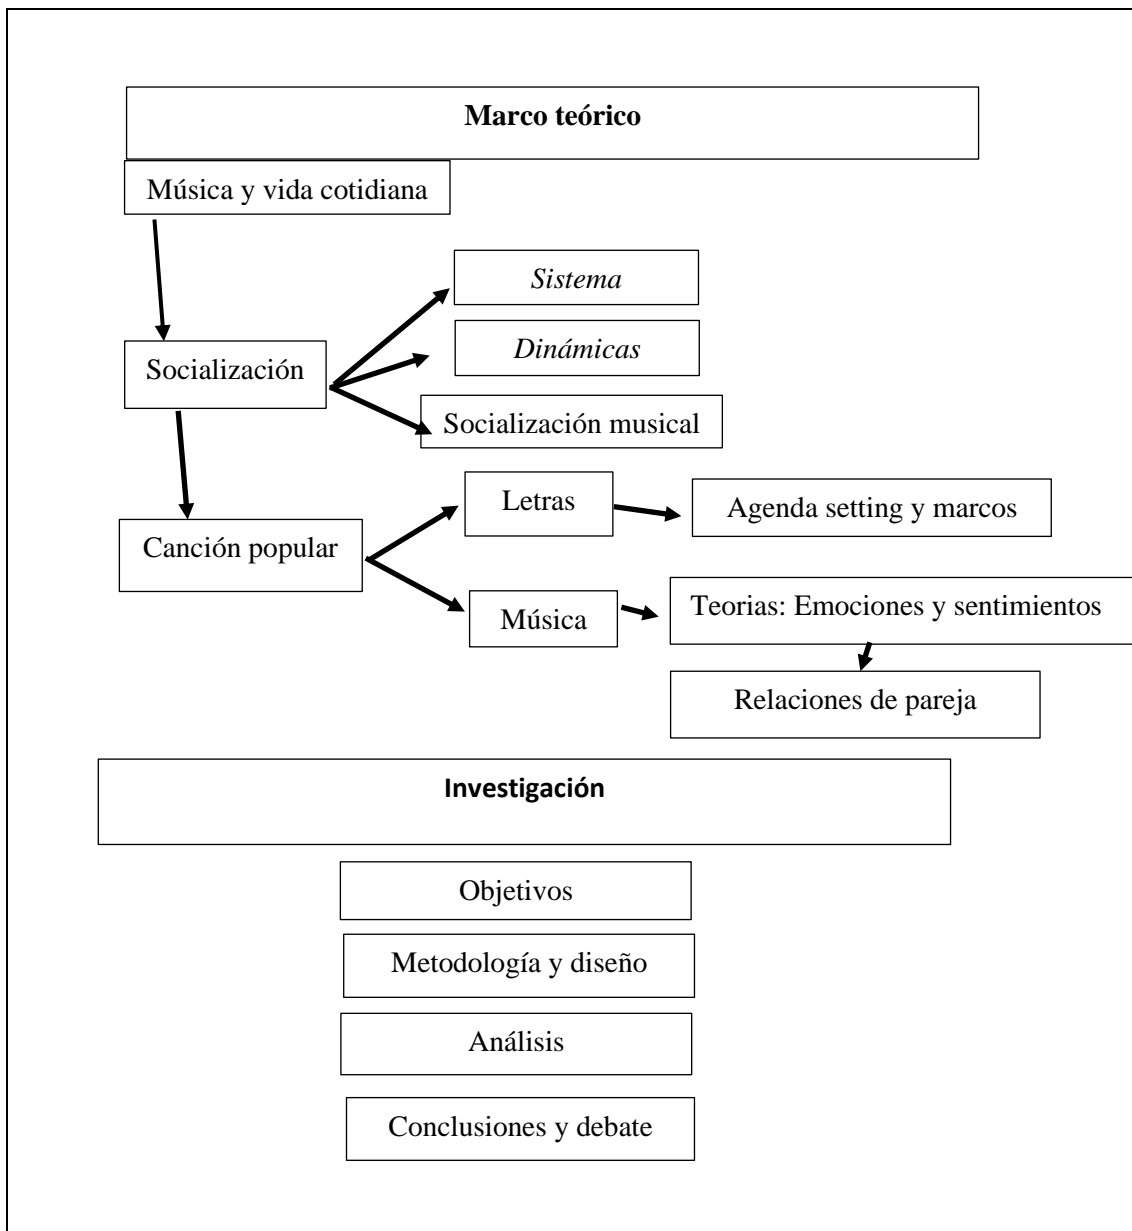 Marco teórico
Música y vida cotidiana
Sistema
Dinámicas
Socialización
Socialización musical
Letras
Agenda setting y marcos
Canción popular
Música
Teorias: Emociones y sentimientos
Relaciones de pareja
Investigación
Objetivos
Metodología y diseño
Análisis
Conclusiones y debate